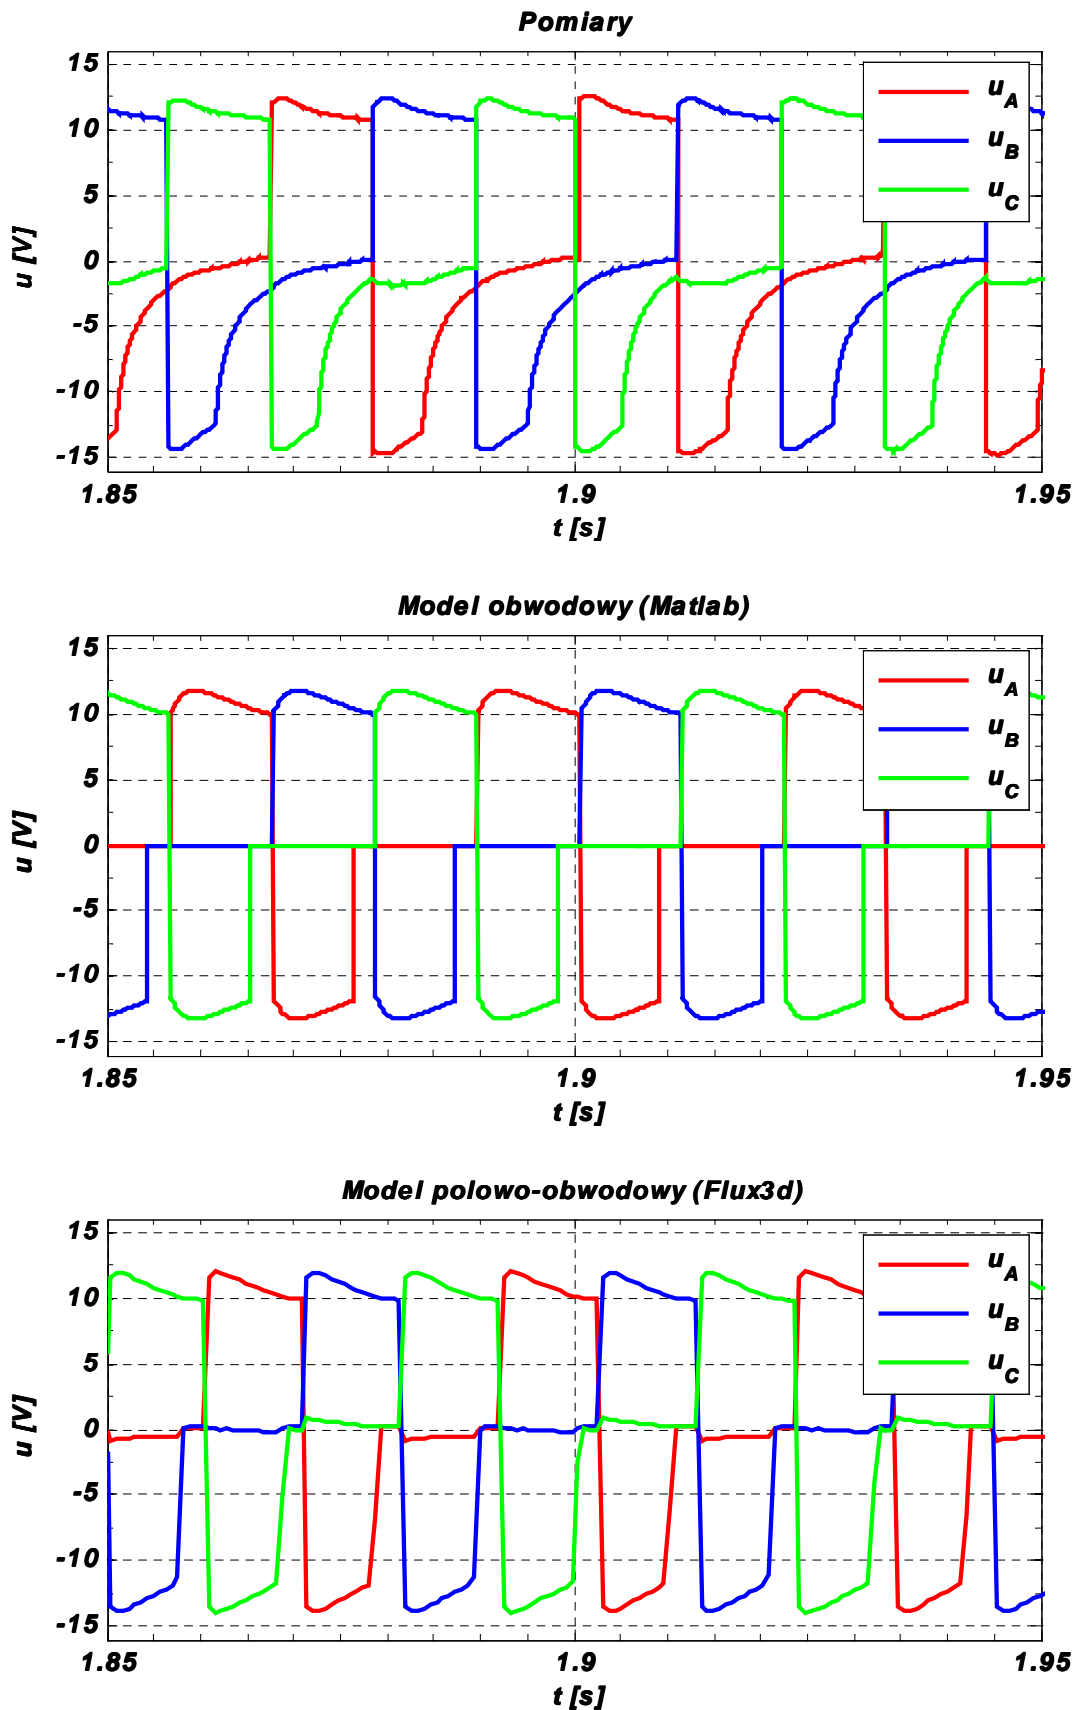 Pomiary
15
10
5
0
-5
-10
-15
u [V]
u_A
u_B
u_C
1.85 1.9 1.95
t [s]
Model obwodowy (Matlab)
15
10
5
0
-5
-10
-15
u [V]
u_A
u_B
u_C
1.85 1.9 1.95
t [s]
Model polowo-obwodowy (Flux3d)
15
10
5
0
-5
-10
-15
u [V]
u_A
u_B
u_C
1.85 1.9 1.95
t [s]